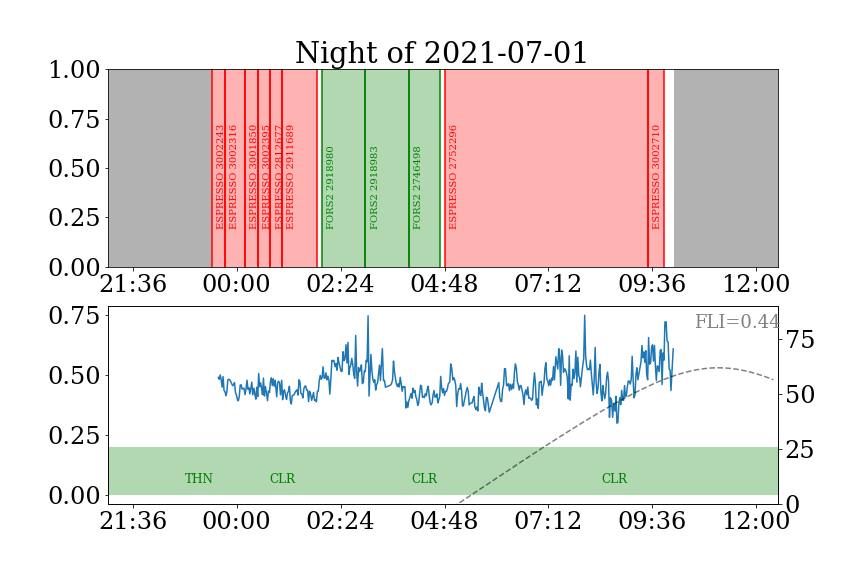 Night of 2021-07-01
1.00
0.75
0.50
0.25
0.00
ESPRESSO 3002243
ESPRESSO 3002316
ESPRESSO 3001850
ESPRESSO 3002395
ESPRESSO 2812677
ESPRESSO 2911689
FORS2 2918980
FORS2 2918983
FORS2 2746498
ESPRESSO 2752296
ESPRESSO 3002710
21:36 00:00 02:24 04:48 07:12 09:36 12:00
0.75
0.50
0.25
0.00
FLI=0.44
75
50
25
0
THN CLR CLR CLR
21:36 00:00 02:24 04:48 07:12 09:36 12:00